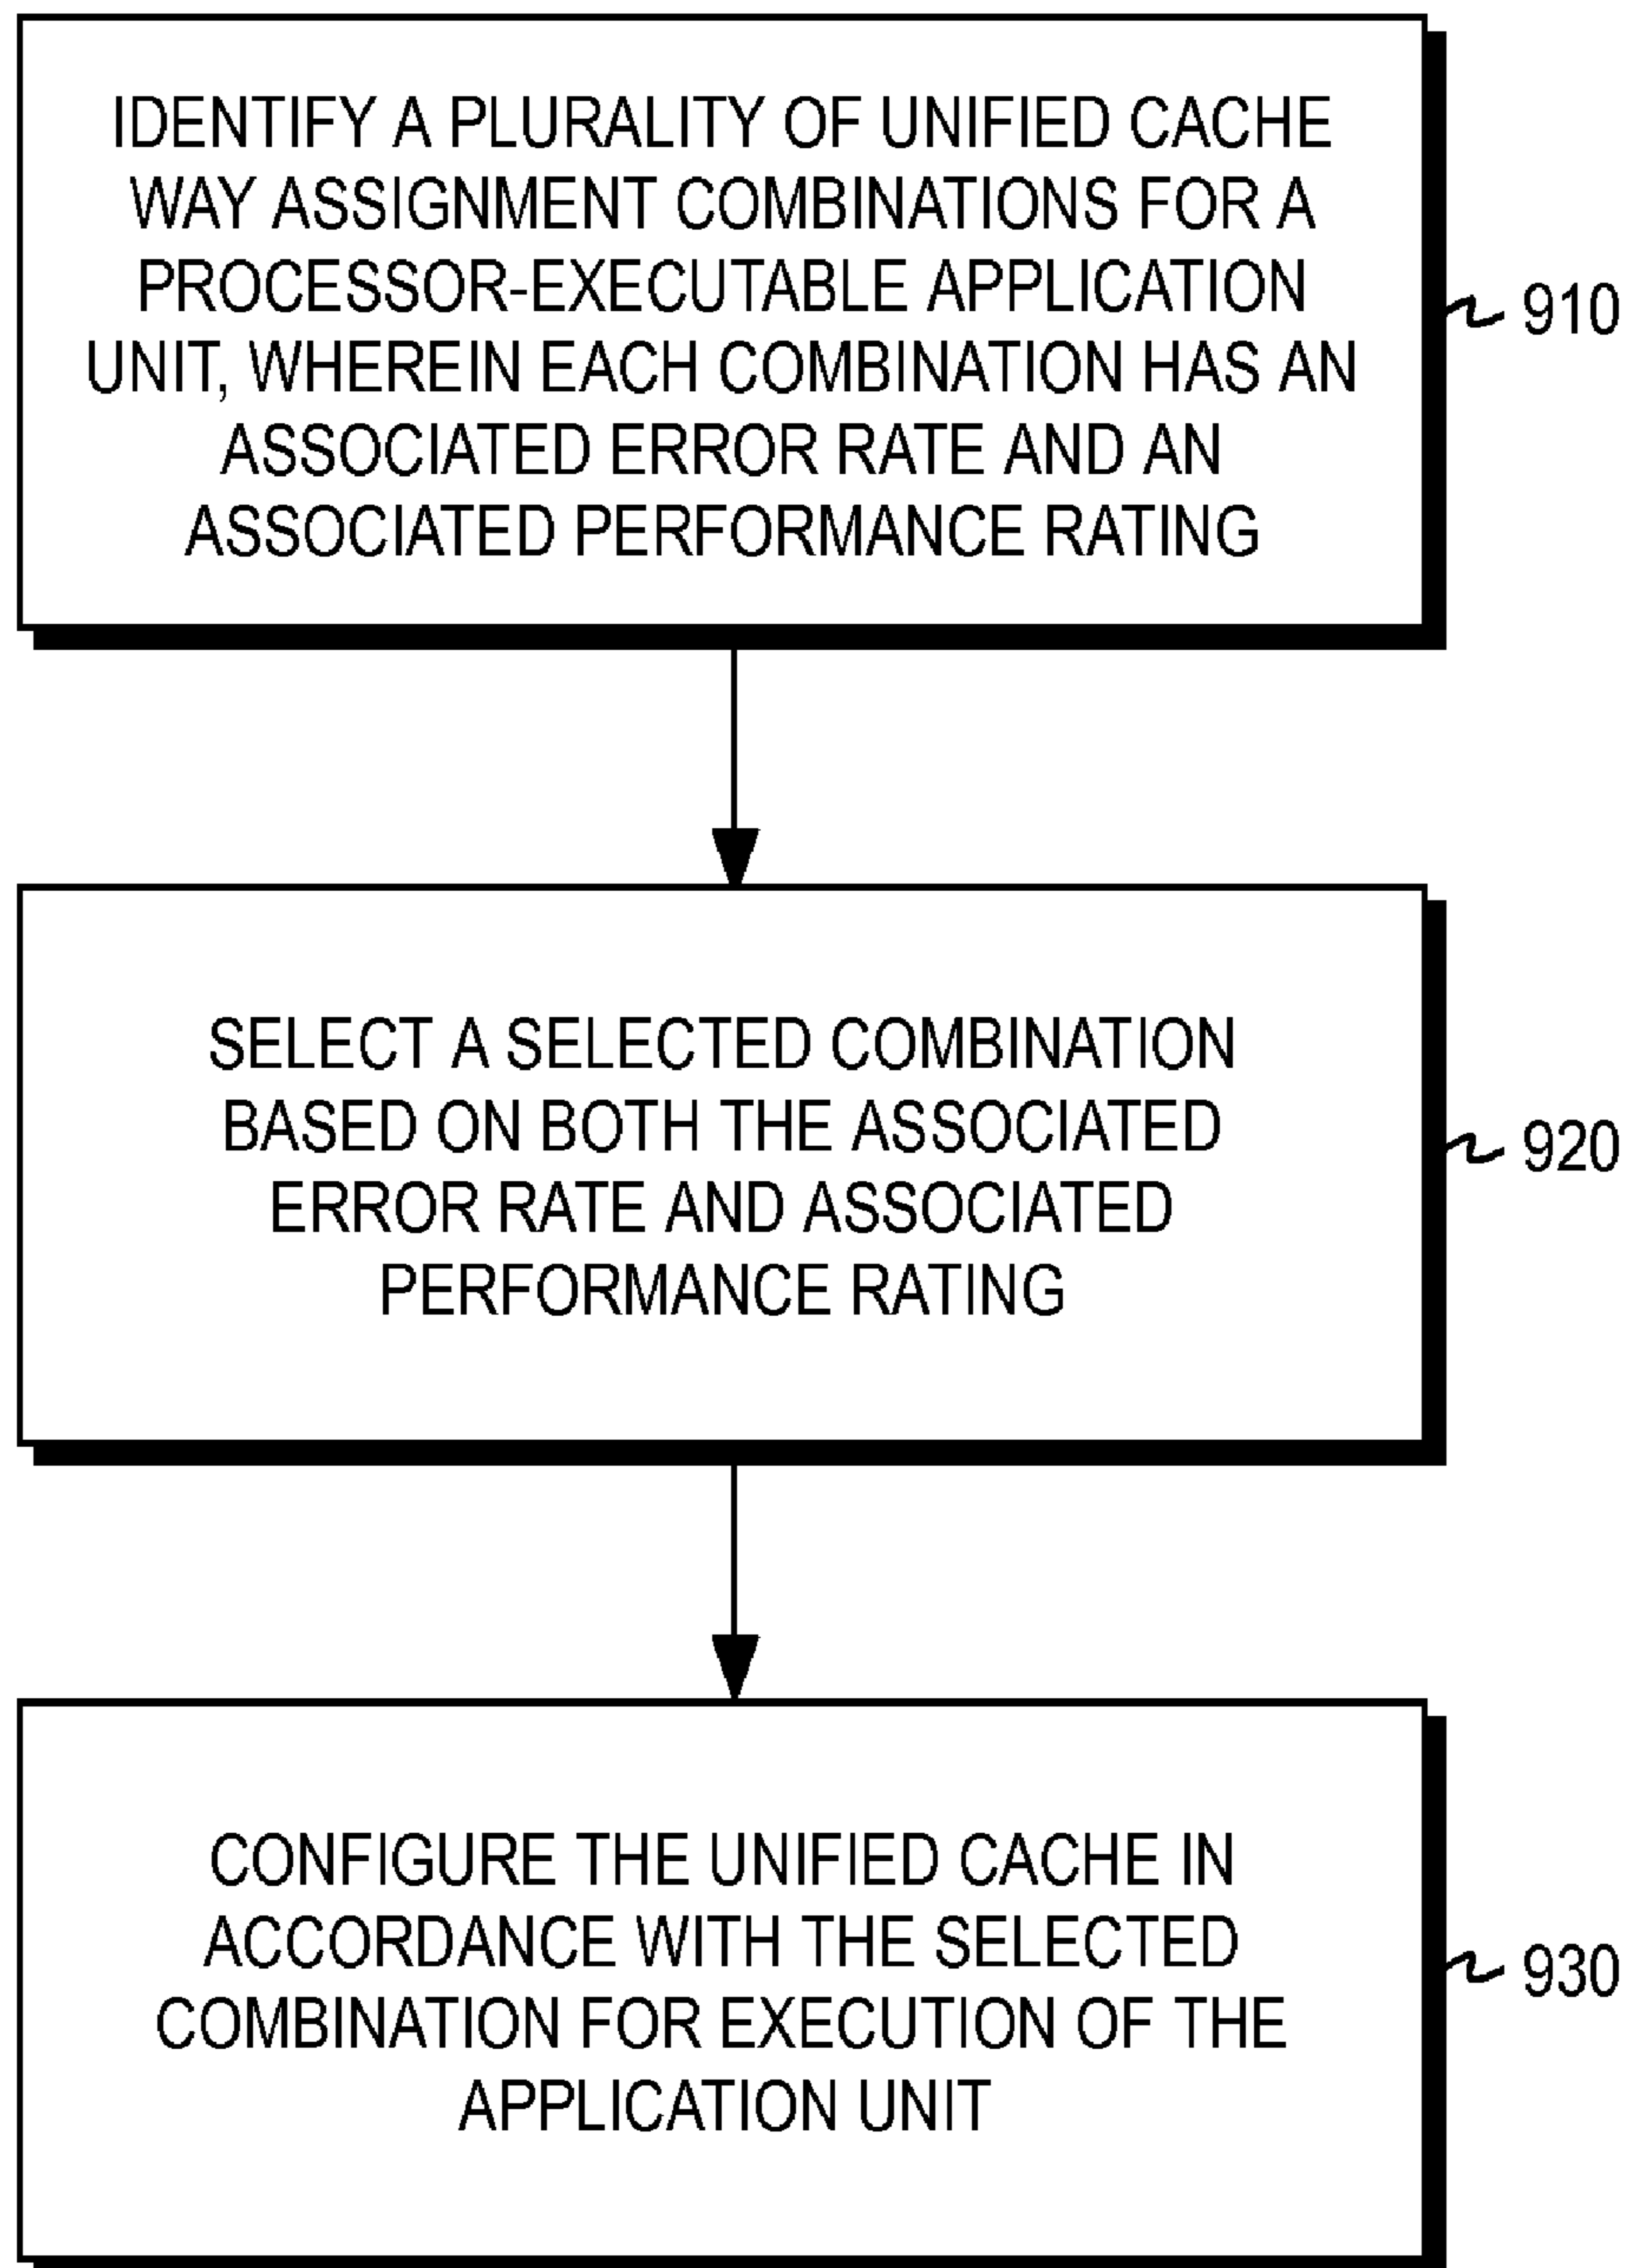 IDENTIFY A PLURALITY OF UNIFIED CACHE
WAY ASSIGNMENT COMBINATIONS FOR A
PROCESSOR-EXECUTABLE APPLICATION
UNIT, WHEREIN EACH COMBINATION HAS AN
ASSOCIATED ERROR RATE AND AN
ASSOCIATED PERFORMANCE RATING
910
SELECT A SELECTED COMBINATION
BASED ON BOTH THE ASSOCIATED
ERROR RATE AND ASSOCIATED
PERFORMANCE RATING
920
CONFIGURE THE UNIFIED CACHE IN
ACCORDANCE WITH THE SELECTED
COMBINATION FOR EXECUTION OF THE
APPLICATION UNIT
930